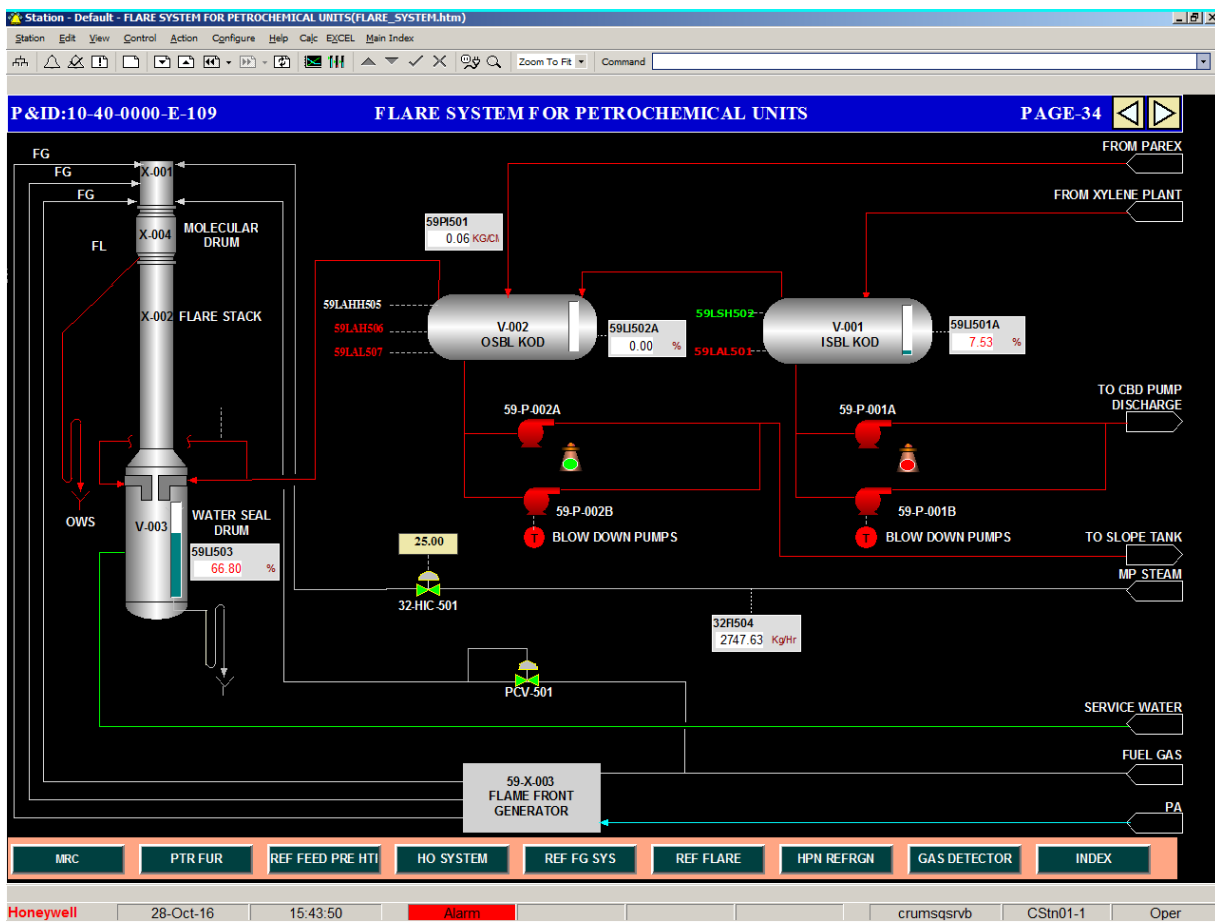 Station - Default - FLARE SYSTEM FOR PETROCHEMICAL UNITS(FLARE_SYSTEM.htm)
Station Edit View Control Action Configure Help Calc EXCEL Main Index
Zoom To Fit Command
P&ID:10-40-0000-E-109 FLARE SYSTEM FOR PETROCHEMICAL UNITS PAGE-34
FROM PAREX
FROM XYLENE PLANT
FG
FG
FG
X-001
X-004
MOLECULAR
DRUM
FL
X-002 FLARE STACK
59PI501
0.06 KG/CM
59LAHH505
59LAH506
59LAL507
V-002
OSBL KOD
59LI502A
0.00 %
59LSH502
59LAL501
V-001
ISBL KOD
59LI501A
7.53 %
TO CBD PUMP
DISCHARGE
59-P-002A
59-P-001A
59-P-002B
59-P-001B
T BLOW DOWN PUMPS
T BLOW DOWN PUMPS
TO SLOPE TANK
MP STEAM
OWS
V-003
WATER SEAL
DRUM
59LI503
66.80 %
25.00
32-HIC-501
32FI504
2747.63 Kg/Hr
PCV-501
SERVICE WATER
FUEL GAS
PA
59-X-003
FLAME FRONT
GENERATOR
MRC PTR FUR REF FEED PRE HTI HO SYSTEM REF FG SYS REF FLARE HPN REFRGN GAS DETECTOR INDEX
Honeywell 28-Oct-16 15:43:50 Alarm crumsqsrvb CStn01-1 Oper